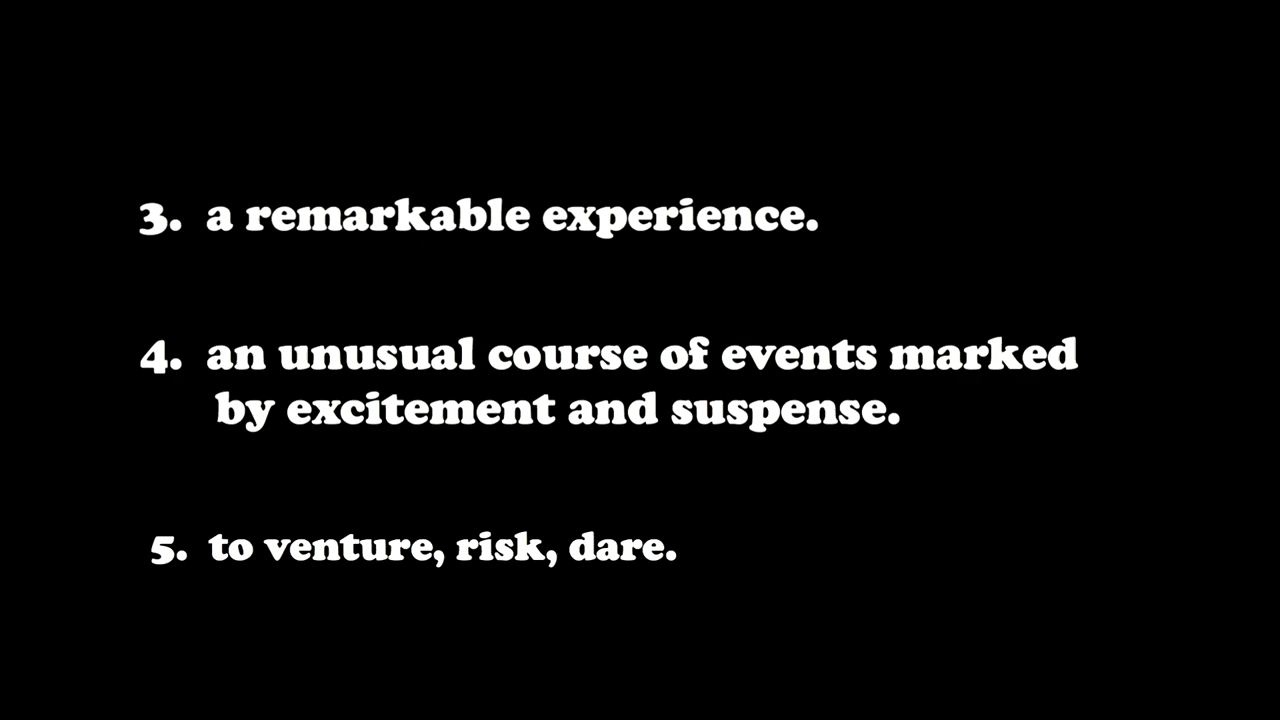 3. a remarkable experience.
4. an unusual course of events marked
by excitement and suspense.
5. to venture, risk, dare.